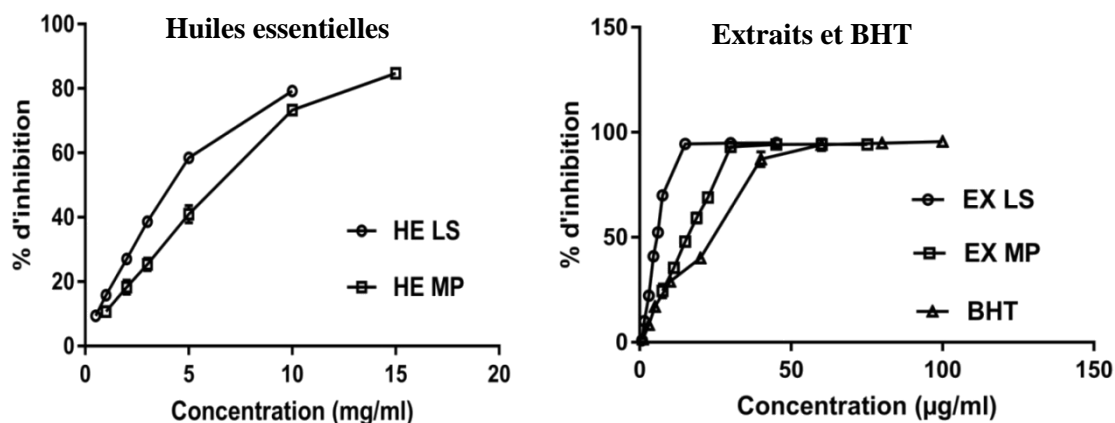 Huiles essentielles
% d'inhibition
100
80
60
40
20
0
0 5 10 15 20
Concentration (mg/ml)
HE LS
HE MP
Extraits et BHT
% d'inhibition
150
100
50
0
0 50 100 150
Concentration (µg/ml)
EX LS
EX MP
BHT